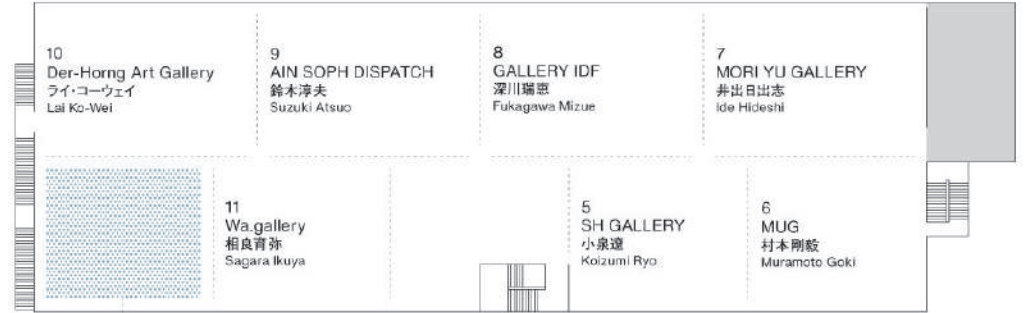 10
Der-Horng Art Gallery
ライ・コーウェイ
Lai Ko-Wei
9
AIN SOPH DISPATCH
鈴木淳夫
Suzuki Atsuo
8
GALLERY IDF
深川瑞恵
Fukagawa Mizue
7
MORI YU GALLERY
井出日出志
Ide Hideshi
11
Wa.gallery
相良育弥
Sagara Ikuya
5
SH GALLERY
小泉遼
Koizumi Ryo
6
MUG
村本剛毅
Muramoto Goki